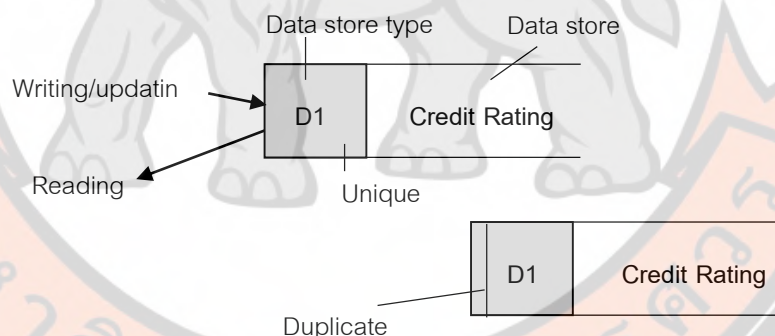 Data store type
Data store
Writing/updatin
D1
Credit Rating
Reading
Unique
D1
Credit Rating
Duplicate